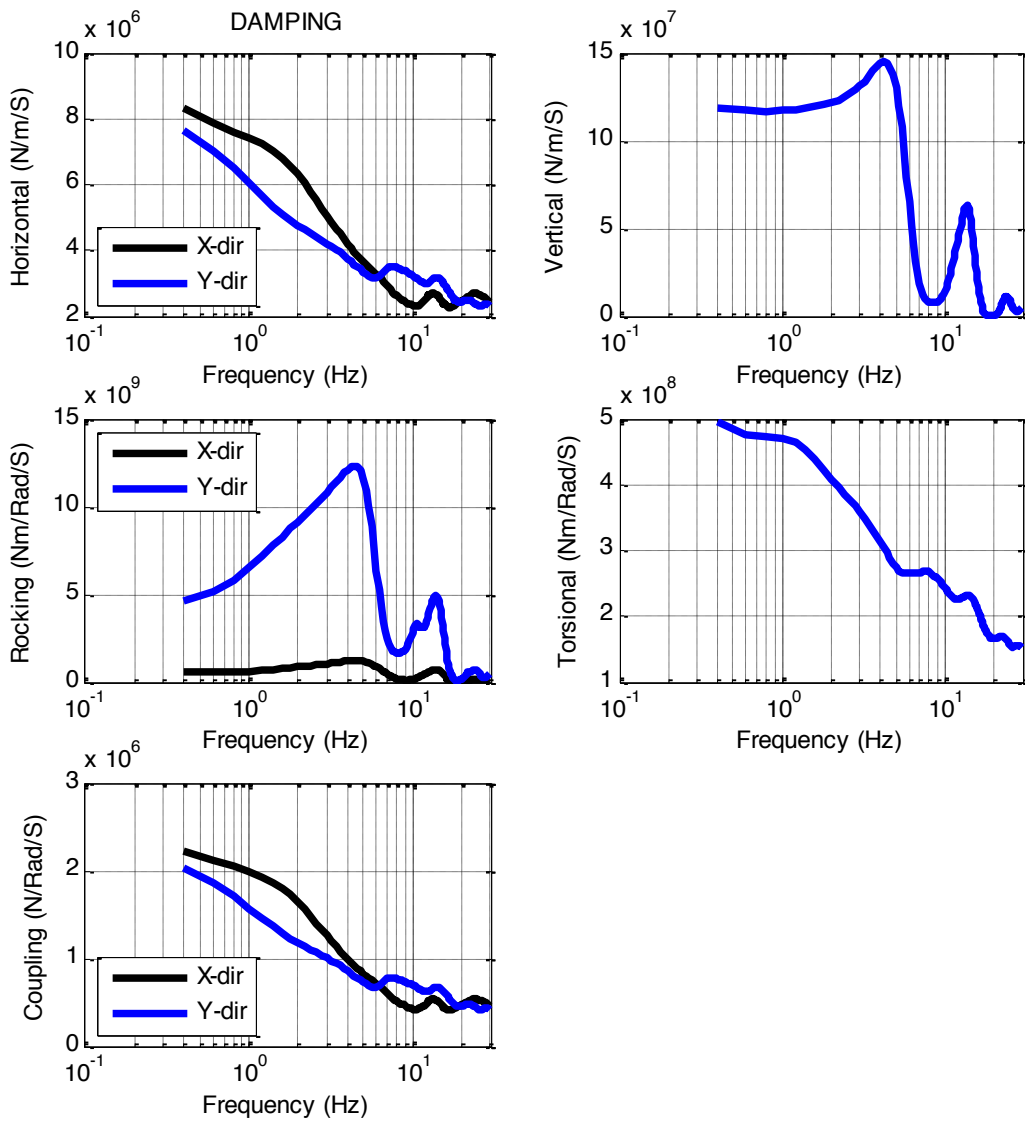 DAMPING
x 10^6
Horizontal (N/m/S)
10
8
6
4
2
X-dir
Y-dir
10^-1
10^0
10^1
Frequency (Hz)
x 10^7
Vertical (N/m/S)
15
10
5
0
10^-1
10^0
10^1
Frequency (Hz)
x 10^9
Rocking (Nm/Rad/S)
15
10
5
0
X-dir
Y-dir
10^-1
10^0
10^1
Frequency (Hz)
x 10^8
Torsional (Nm/Rad/S)
5
4
3
2
1
10^-1
10^0
10^1
Frequency (Hz)
x 10^6
Coupling (N/Rad/S)
3
2
1
0
X-dir
Y-dir
10^-1
10^0
10^1
Frequency (Hz)